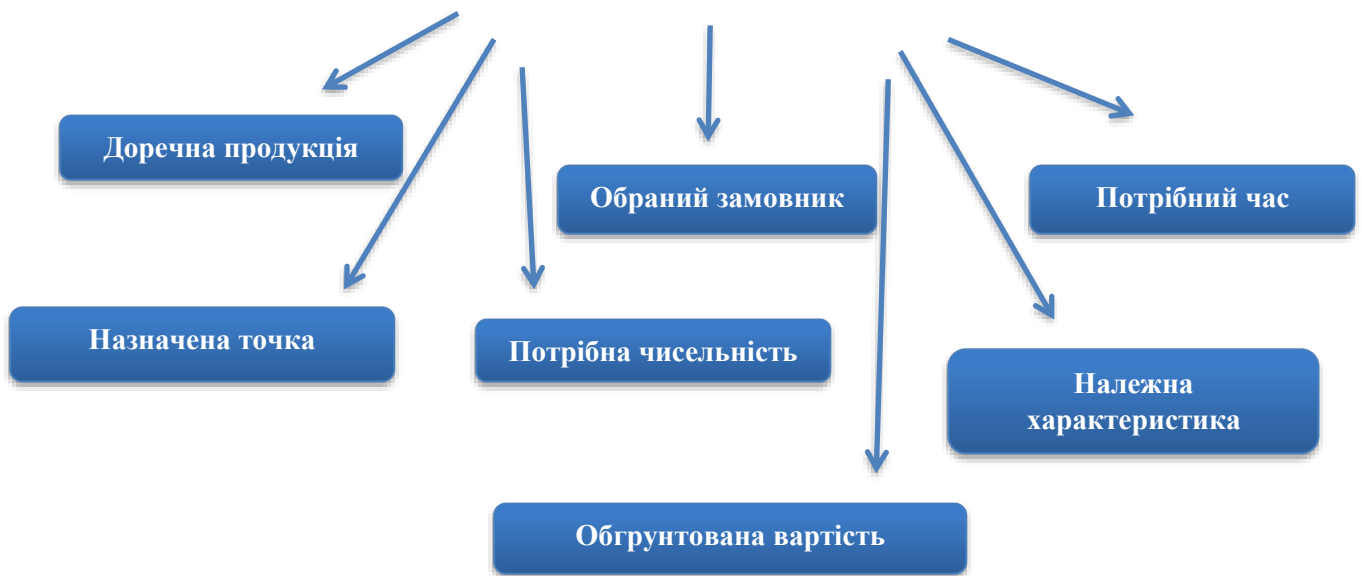 Доречна продукція
Обраний замовник
Потрібний час
Назначена точка
Потрібна чисельність
Належна
характеристика
Обгрунтована вартість